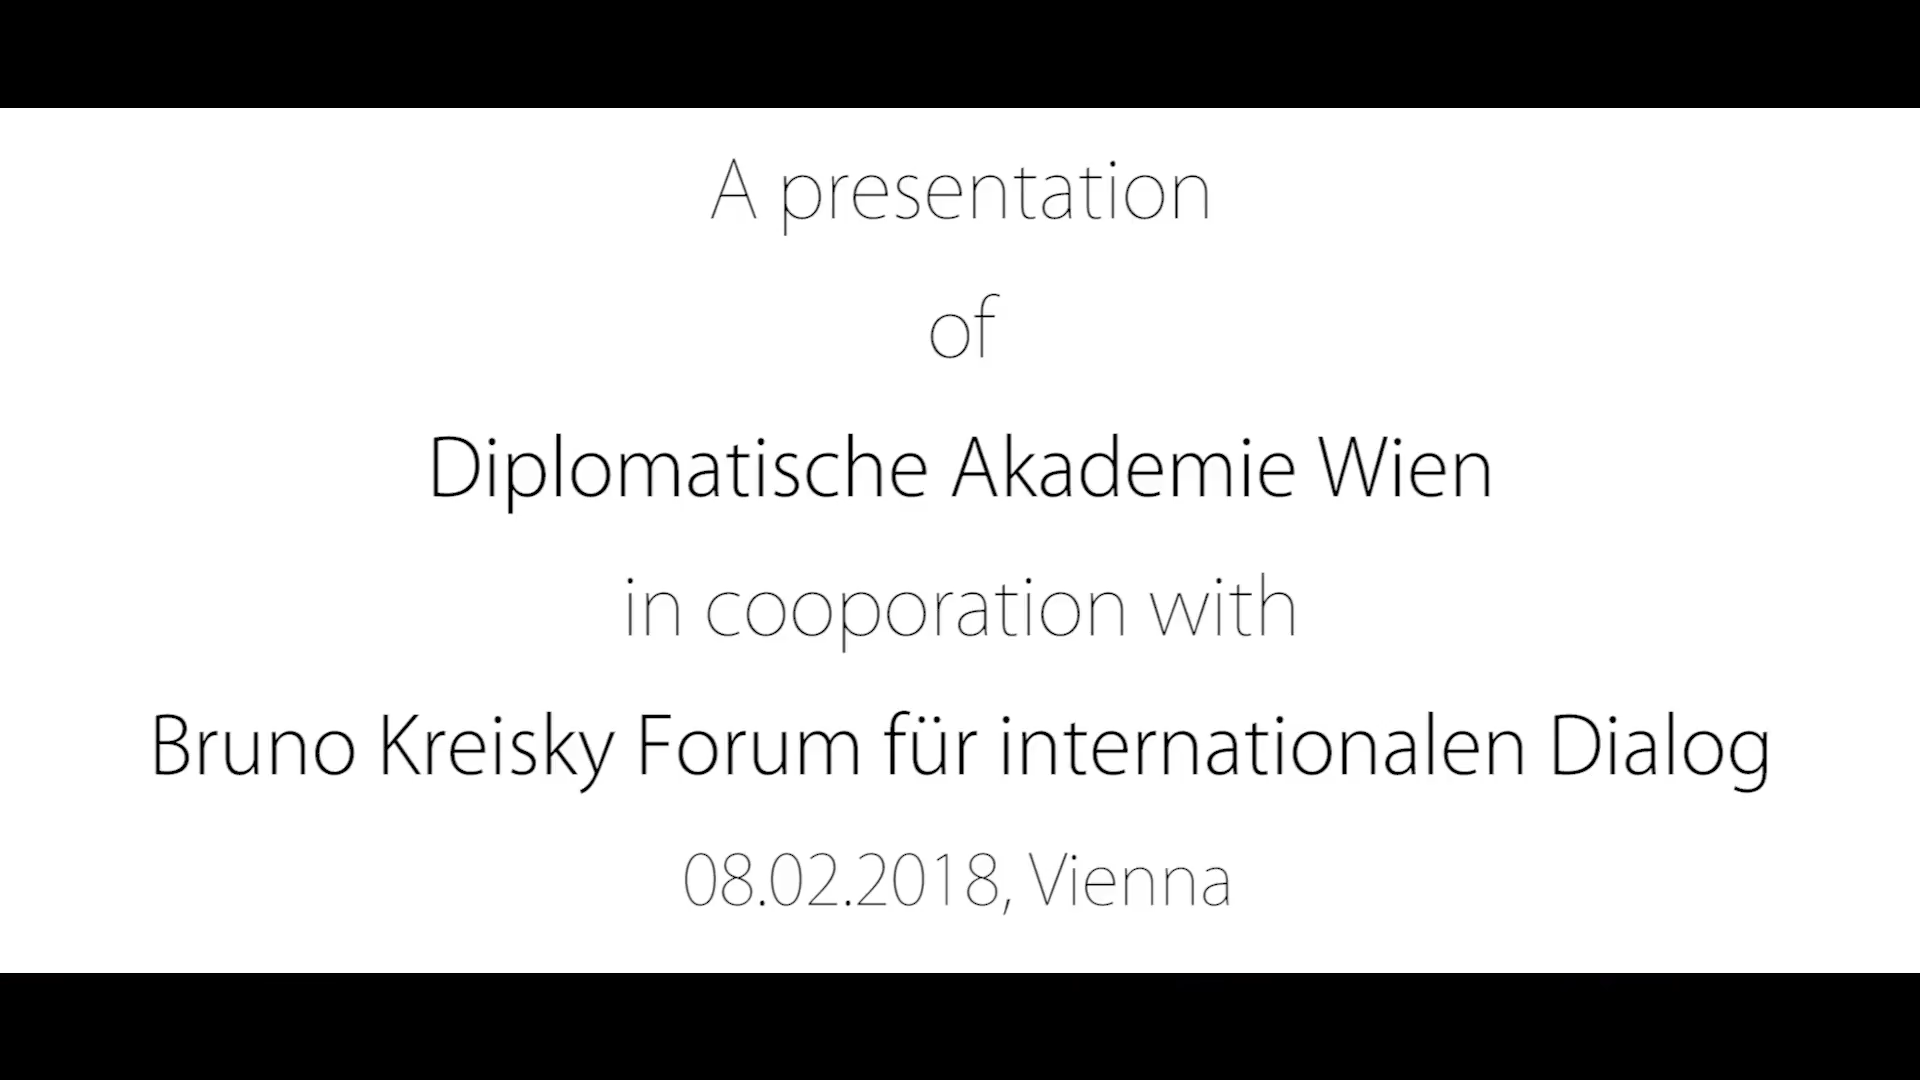 A presentation
of
Diplomatische Akademie Wien
in cooporation with
Bruno Kreisky Forum für internationalen Dialog
08.02.2018, Vienna